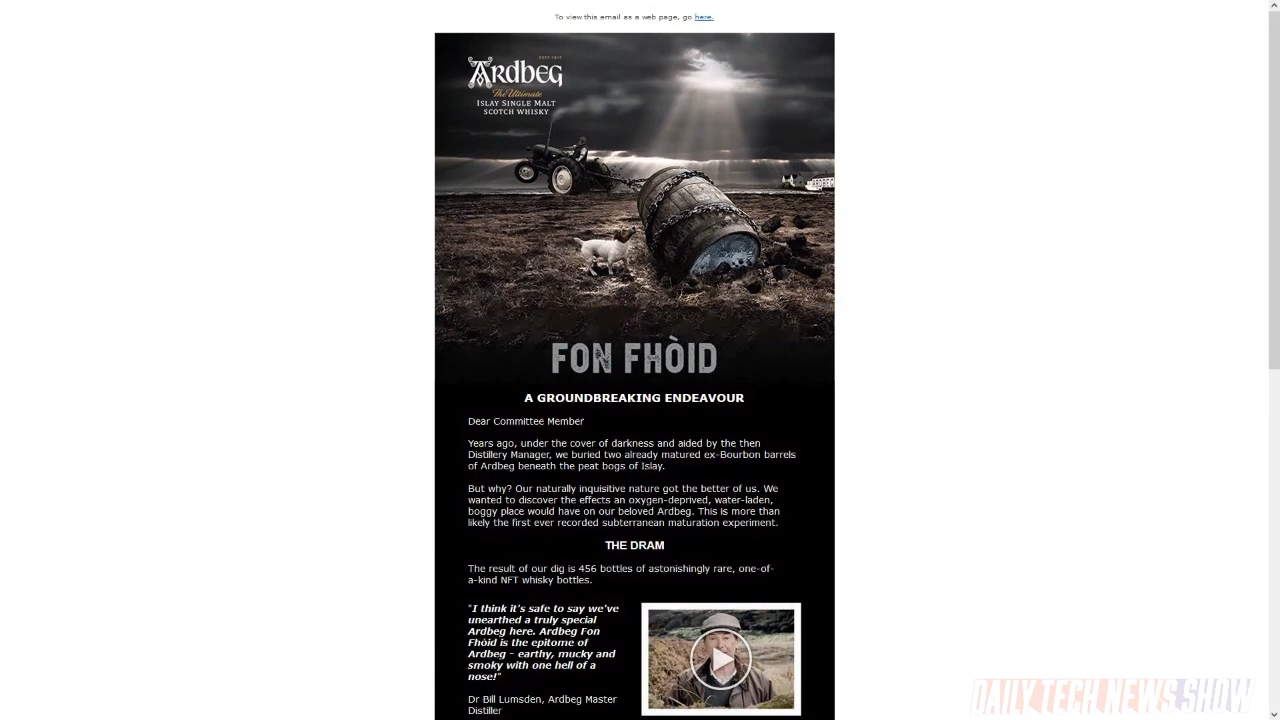 To view this email as a web page, go here.
ESTD 1815
ARdbeg
The Ultimate
ISLAY SINGLE MALT
SCOTCH WHISKY
FON FHÒID
A GROUNDBREAKING ENDEAVOUR
Dear Committee Member
Years ago, under the cover of darkness and aided by the then
Distillery Manager, we buried two already matured ex-Bourbon barrels
of Ardbeg beneath the peat bogs of Islay.
But why? Our naturally inquisitive nature got the better of us. We
wanted to discover the effects an oxygen-deprived, water-laden,
boggy place would have on our beloved Ardbeg. This is more than
likely the first ever recorded subterranean maturation experiment.
THE DRAM
The result of our dig is 456 bottles of astonishingly rare, one-of-
a-kind NFT whisky bottles.
"I think it's safe to say we've
unearthed a truly special
Ardbeg here. Ardbeg Fon
Fhòid is the epitome of
Ardbeg – earthy, mucky and
smoky with one hell of a
nose!"
Dr Bill Lumsden, Ardbeg Master
Distiller
DAILY TECH NEWS SHOW